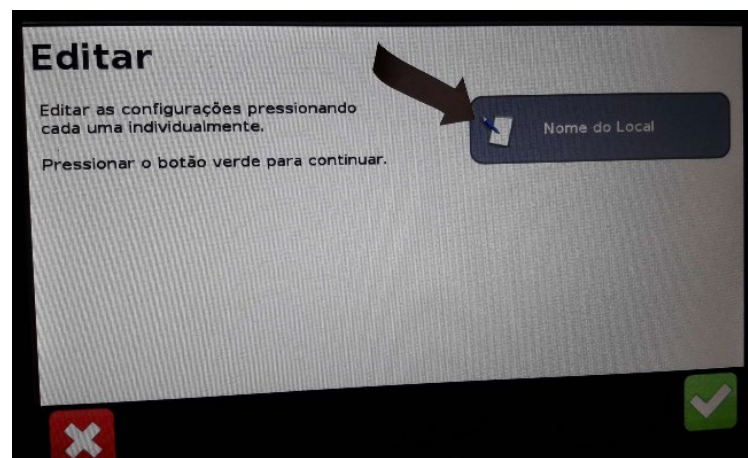 Editar
Editar as configurações pressionando
cada uma individualmente.
Pressionar o botão verde para continuar.
Nome do Local